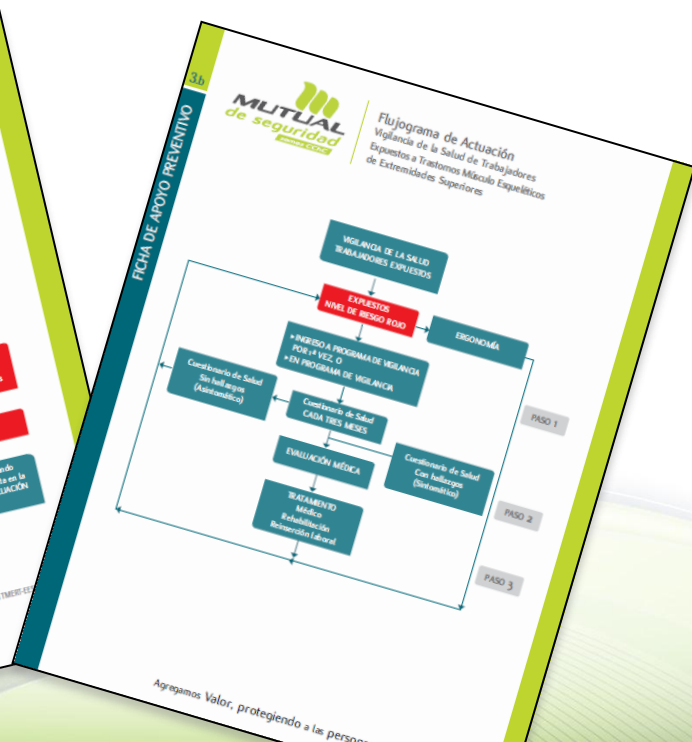 3.b
FICHA DE APOYO PREVENTIVO
MUTUAL
de seguridad
Flujograma de Actuación
Vigilancia de la Salud de Trabajadores
Expuestos a Trastornos Músculo Esqueléticos
de Extremidades Superiores
VIGILANCIA DE LA SALUD
TRABAJADORES EXPUESTOS
EXPUESTOS
NIVEL DE RIESGO ROJO
ERGONOMÍA
▸INGRESO A PROGRAMA DE VIGILANCIA
POR 1ª VEZ, O
▸EN PROGRAMA DE VIGILANCIA
Cuestionario de Salud
Sin hallazgos
(Asintomático)
Cuestionario de Salud
CADA TRES MESES
PASO 1
EVALUACIÓN MÉDICA
Cuestionario de Salud
Con hallazgos
(Sintomático)
TRATAMIENTO
Médico
Rehabilitación
Reinserción laboral
PASO 2
PASO 3
Agregamos Valor, protegiendo a las